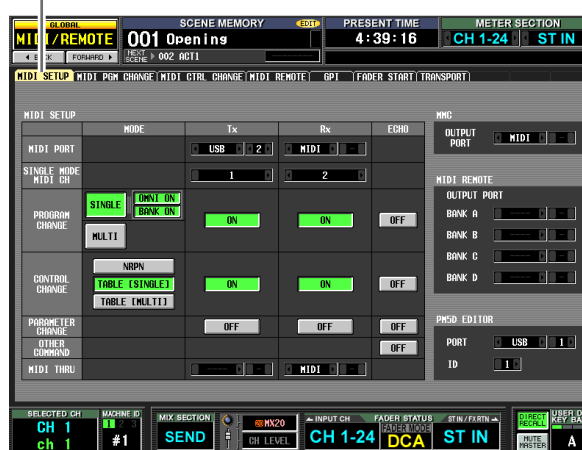 GLOBAL
MIDI/REMOTE
BACK FORWARD
SCENE MEMORY EDIT
001 Opening
NEXT SCENE 002 ACT1
PRESENT TIME
4:39:16
METER SECTION
CH 1-24 ST IN
MIDI SETUP MIDI PGM CHANGE MIDI CTRL CHANGE MIDI REMOTE GPI FADER START TRANSPORT
MIDI SETUP
MODE Tx Rx ECHO
MIDI PORT USB 2 MIDI -
SINGLE MODE MIDI CH 1 2
PROGRAM CHANGE SINGLE OMNI ON BANK ON MULTI ON ON OFF
CONTROL CHANGE NRPN TABLE [SINGLE] TABLE [MULTI] ON ON OFF
PARAMETER CHANGE OFF OFF OFF
OTHER COMMAND OFF
MIDI THRU ---- - MIDI -
MMC
OUTPUT PORT MIDI -
MIDI REMOTE
OUTPUT PORT
BANK A ---- -
BANK B ---- -
BANK C ---- -
BANK D ---- -
PM5D EDITOR
PORT USB 1
ID 1
SELECTED CH
CH 1
ch 1
MACHINE ID
1 2 3
#1
MIX SECTION
SEND
MX20
CH LEVEL
INPUT CH FADER STATUS ST IN/FXRTN
CH 1-24
FADER MODE
DCA
ST IN
DIRECT RECALL
MUTE MASTER
USER D
KEY BA
A